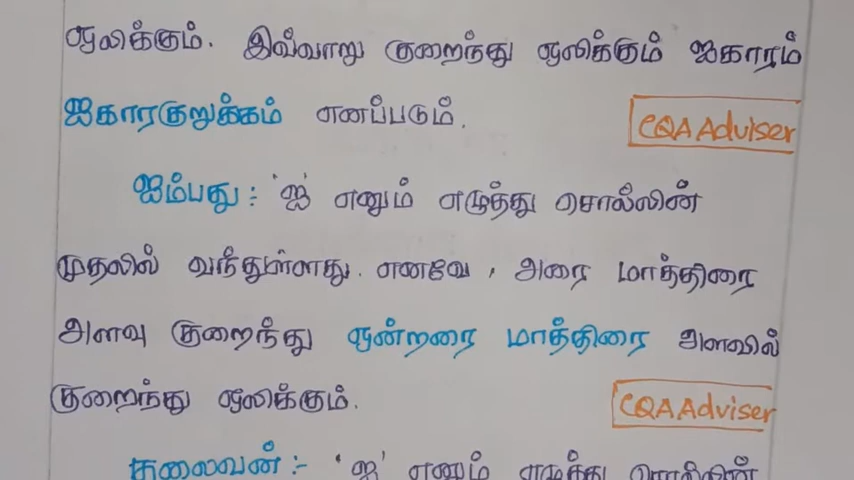 ஒலிக்கும். இவ்வாறு குறைந்து ஒலிக்கும் ஐகாரம்
ஐகாரகுறுக்கம் எனப்படும்.
CQA Adviser
ஐம்பது :- 'ஐ' எனும் எழுத்து சொல்லின்
முதலில் வந்துள்ளது. எனவே, அரை மாத்திரை
அளவு குறைந்து ஒன்றரை மாத்திரை அளவில்
குறைந்து ஒலிக்கும்.
CQA Adviser
தலைவன் :- 'ஐ' எனும் எழுத்து சொல்லின்